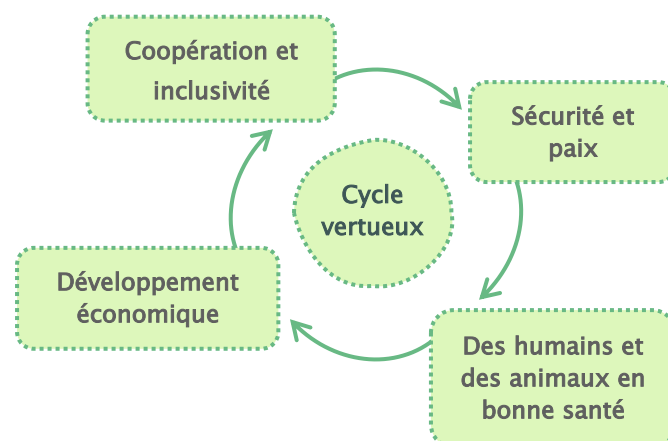 Coopération et
inclusivité
Sécurité et
paix
Cycle
vertueux
Développement
économique
Des humains et
des animaux en
bonne santé